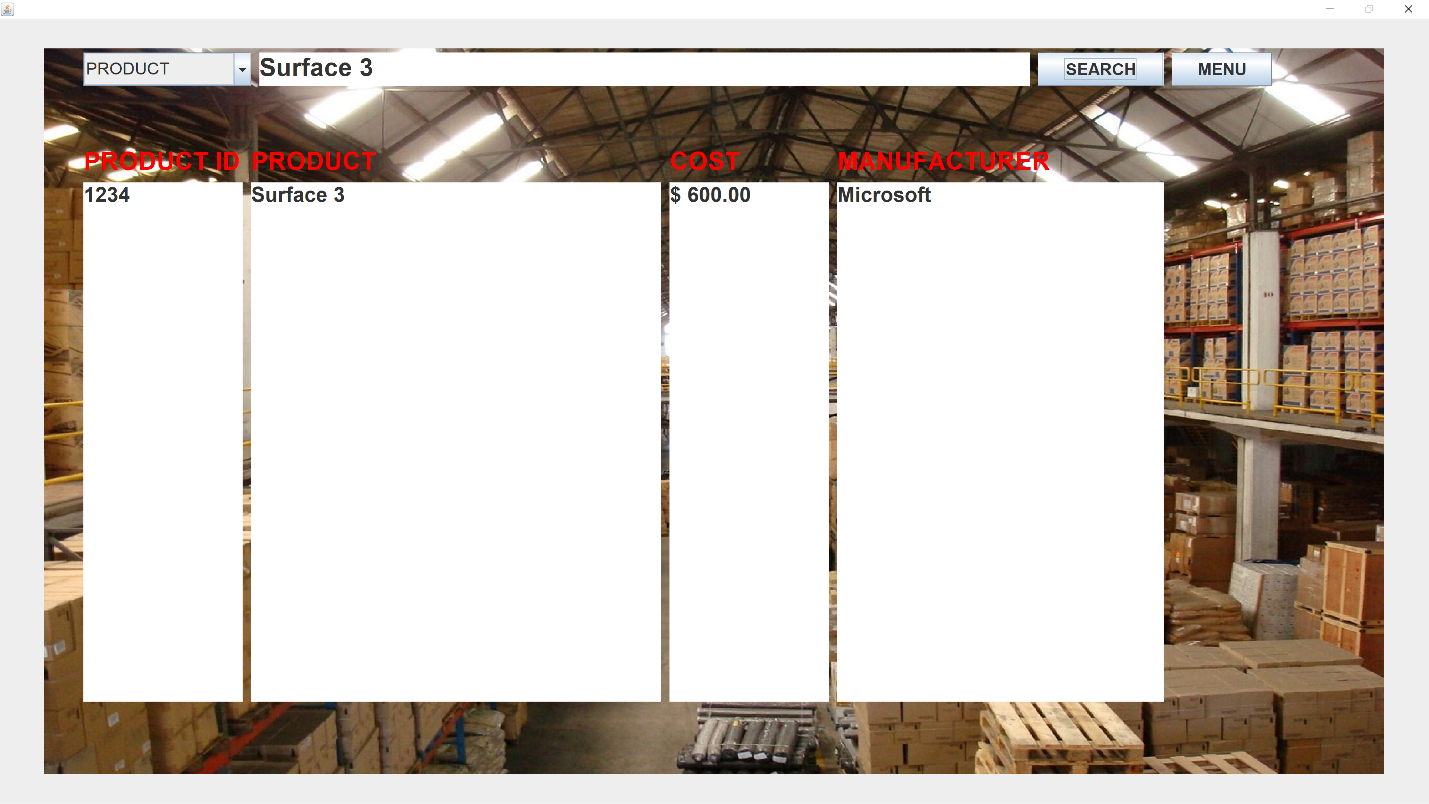 PRODUCT Surface 3 SEARCH MENU
PRODUCT ID PRODUCT COST MANUFACTURER
1234 Surface 3 $ 600.00 Microsoft